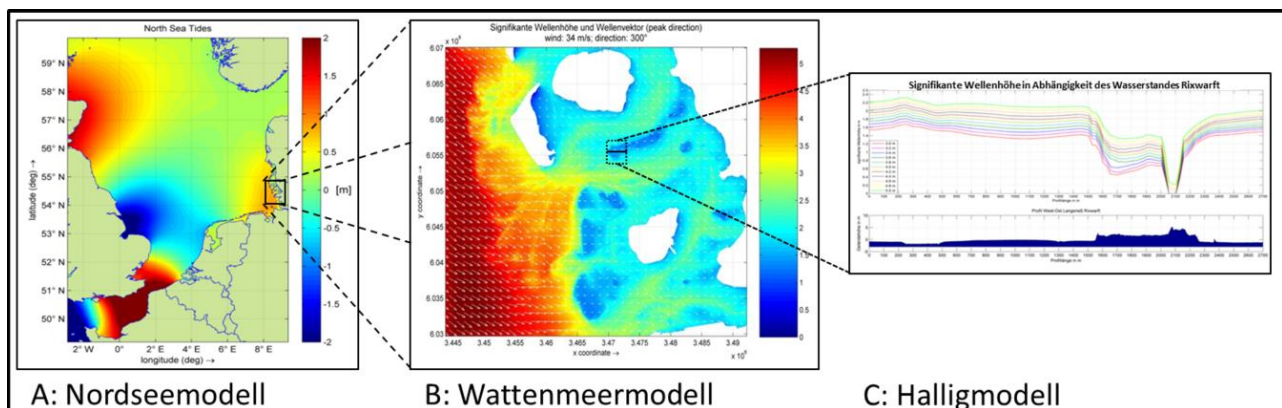 North Sea Tides
59° N
58° N
57° N
56° N
55° N
54° N
53° N
52° N
51° N
50° N
2° W 0° 2° E 4° E 6° E 8° E
latitude (deg) →
longitude (deg) →
2
1.5
1
0.5
0 [m]
-0.5
-1
-1.5
-2
A: Nordseemodell
Signifikante Wellenhöhe und Wellenvektor (peak direction)
wind: 34 m/s; direction: 300°
6.07
6.065
6.06
6.055
6.05
6.045
6.04
6.035
6.03
y coordinate →
3.445 3.45 3.455 3.46 3.465 3.47 3.475 3.48 3.485 3.49
x coordinate →
5
4.5
4
3.5
3
2.5
2
1.5
1
0.5
0
B: Wattenmeermodell
Signifikante Wellenhöhe in Abhängigkeit des Wasserstandes Rixwarft
Profillänge in m
Profillänge in m
C: Halligmodell